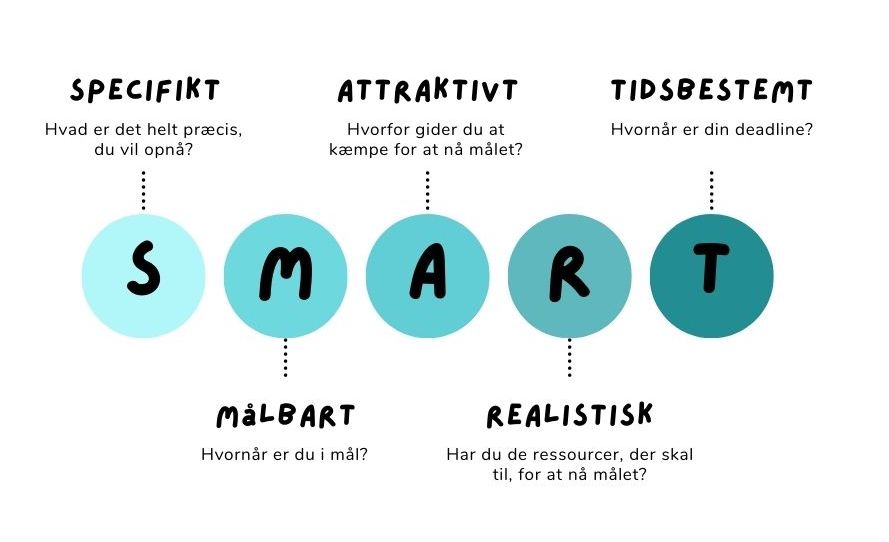 SPECIFIKT
Hvad er det helt præcis,
du vil opnå?
ATTRAKTIVT
Hvorfor gider du at
kæmpe for at nå målet?
TIDSBESTEMT
Hvornår er din deadline?
S M A R T
MåLBART
Hvornår er du i mål?
REALISTISK
Har du de ressourcer, der skal
til, for at nå målet?